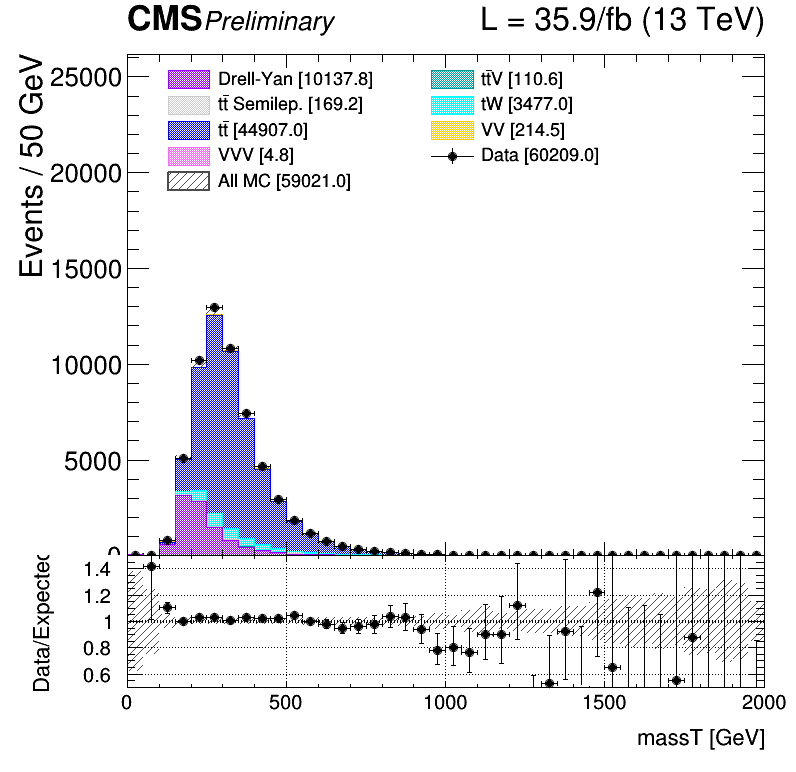 CMS Preliminary L = 35.9/fb (13 TeV)
Events / 50 GeV
25000
20000
15000
10000
5000
0
Drell-Yan [10137.8]
tt̄ Semilep. [169.2]
tt̄ [44907.0]
VVV [4.8]
All MC [59021.0]
tt̄V [110.6]
tW [3477.0]
VV [214.5]
Data [60209.0]
Data/Expected
1.4
1.2
1
0.8
0.6
0 500 1000 1500 2000
massT [GeV]